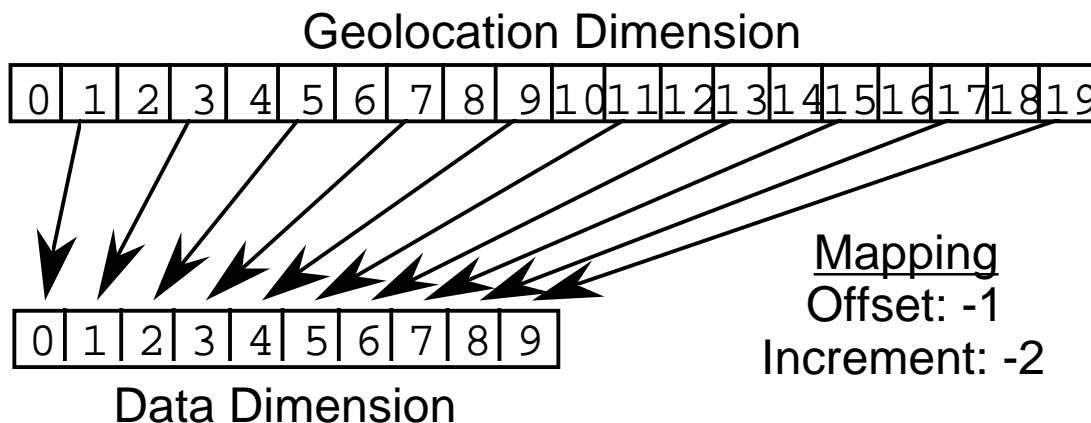 Geolocation Dimension
0 1 2 3 4 5 6 7 8 9 10 11 12 13 14 15 16 17 18 19
Mapping
Offset: -1
Increment: -2
0 1 2 3 4 5 6 7 8 9
Data Dimension